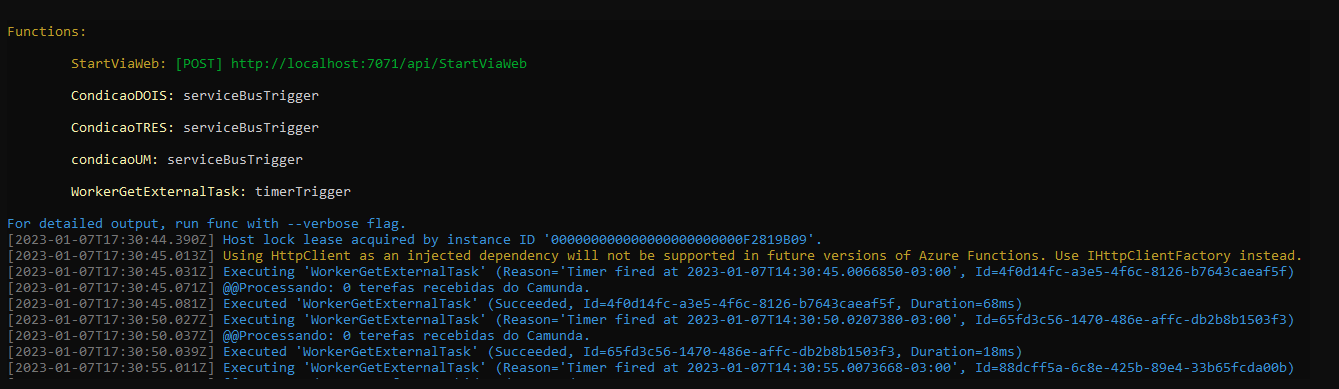 Functions:
StartViaWeb: [POST] http://localhost:7071/api/StartViaWeb
CondicaoDOIS: serviceBusTrigger
CondicaoTRES: serviceBusTrigger
condicaoUM: serviceBusTrigger
WorkerGetExternalTask: timerTrigger
For detailed output, run func with --verbose flag.
[2023-01-07T17:30:44.390Z] Host lock lease acquired by instance ID '000000000000000000000000F2819B09'.
[2023-01-07T17:30:45.013Z] Using HttpClient as an injected dependency will not be supported in future versions of Azure Functions. Use IHttpClientFactory instead.
[2023-01-07T17:30:45.031Z] Executing 'WorkerGetExternalTask' (Reason='Timer fired at 2023-01-07T14:30:45.0066850-03:00', Id=4f0d14fc-a3e5-4f6c-8126-b7643caeaf5f)
[2023-01-07T17:30:45.071Z] @@Processando: 0 terefas recebidas do Camunda.
[2023-01-07T17:30:45.081Z] Executed 'WorkerGetExternalTask' (Succeeded, Id=4f0d14fc-a3e5-4f6c-8126-b7643caeaf5f, Duration=68ms)
[2023-01-07T17:30:50.027Z] Executing 'WorkerGetExternalTask' (Reason='Timer fired at 2023-01-07T14:30:50.0207380-03:00', Id=65fd3c56-1470-486e-affc-db2b8b1503f3)
[2023-01-07T17:30:50.037Z] @@Processando: 0 terefas recebidas do Camunda.
[2023-01-07T17:30:50.039Z] Executed 'WorkerGetExternalTask' (Succeeded, Id=65fd3c56-1470-486e-affc-db2b8b1503f3, Duration=18ms)
[2023-01-07T17:30:55.011Z] Executing 'WorkerGetExternalTask' (Reason='Timer fired at 2023-01-07T14:30:55.0073668-03:00', Id=88dcff5a-6c8e-425b-89e4-33b65fcda00b)